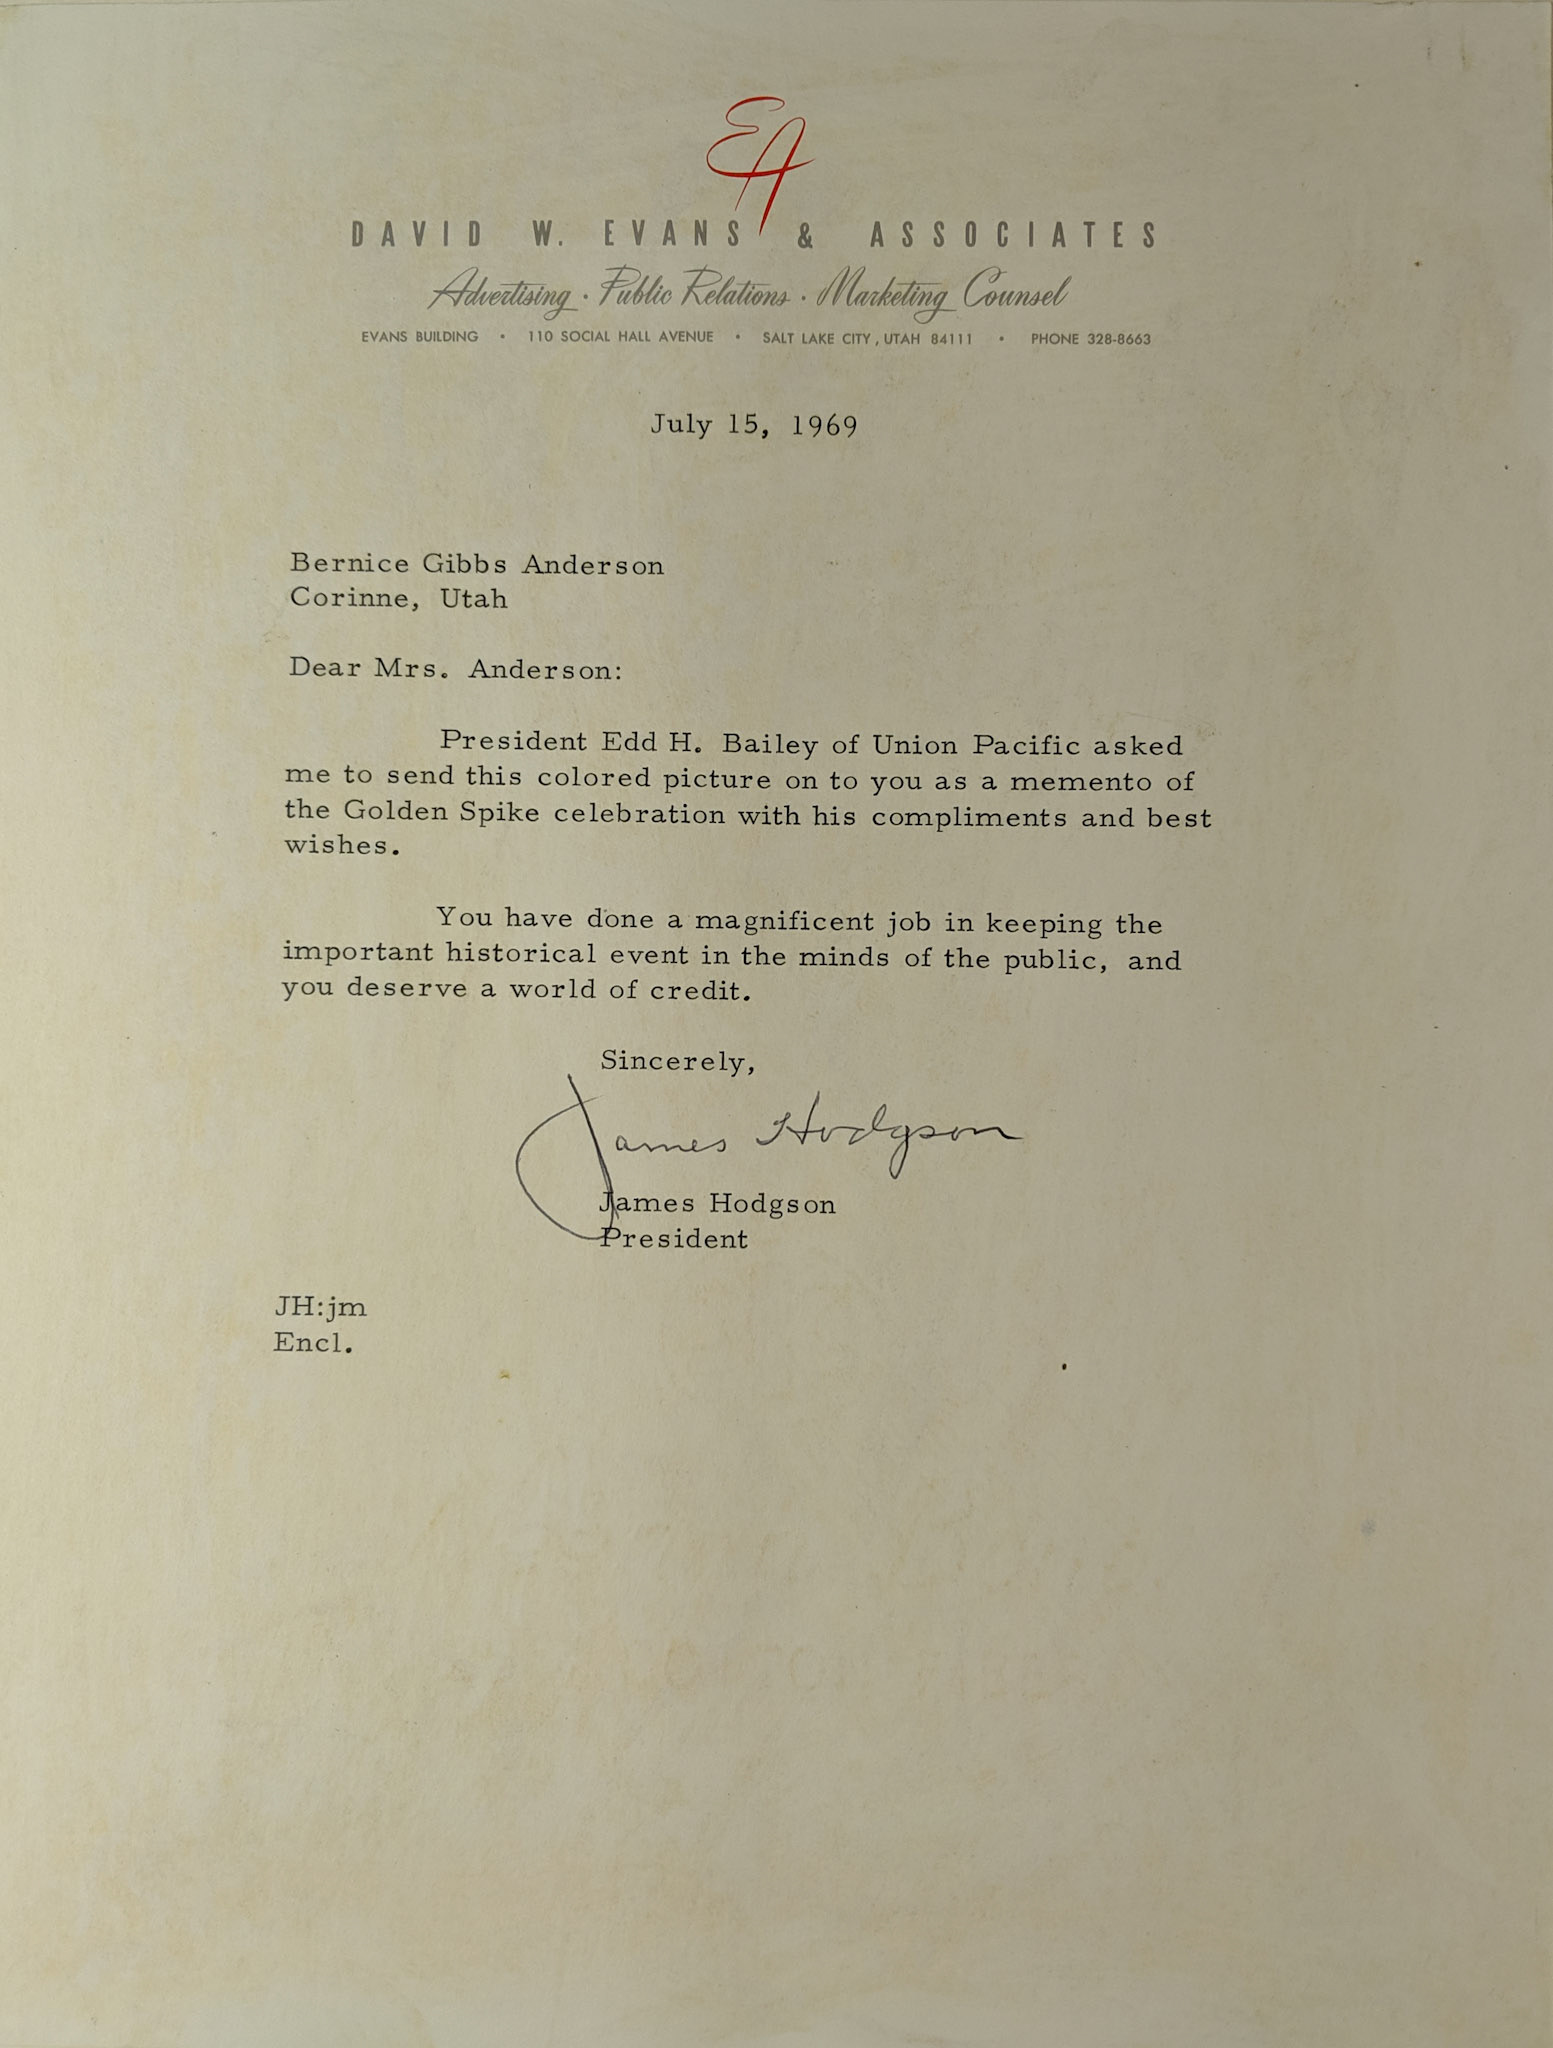 EA
DAVID W. EVANS & ASSOCIATES
Advertising · Public Relations · Marketing Counsel
EVANS BUILDING • 110 SOCIAL HALL AVENUE • SALT LAKE CITY, UTAH 84111 • PHONE 328-8663
July 15, 1969
Bernice Gibbs Anderson
Corinne, Utah
Dear Mrs. Anderson:
President Edd H. Bailey of Union Pacific asked
me to send this colored picture on to you as a memento of
the Golden Spike celebration with his compliments and best
wishes.
You have done a magnificent job in keeping the
important historical event in the minds of the public, and
you deserve a world of credit.
Sincerely,
James Hodgson
James Hodgson
President
JH:jm
Encl.